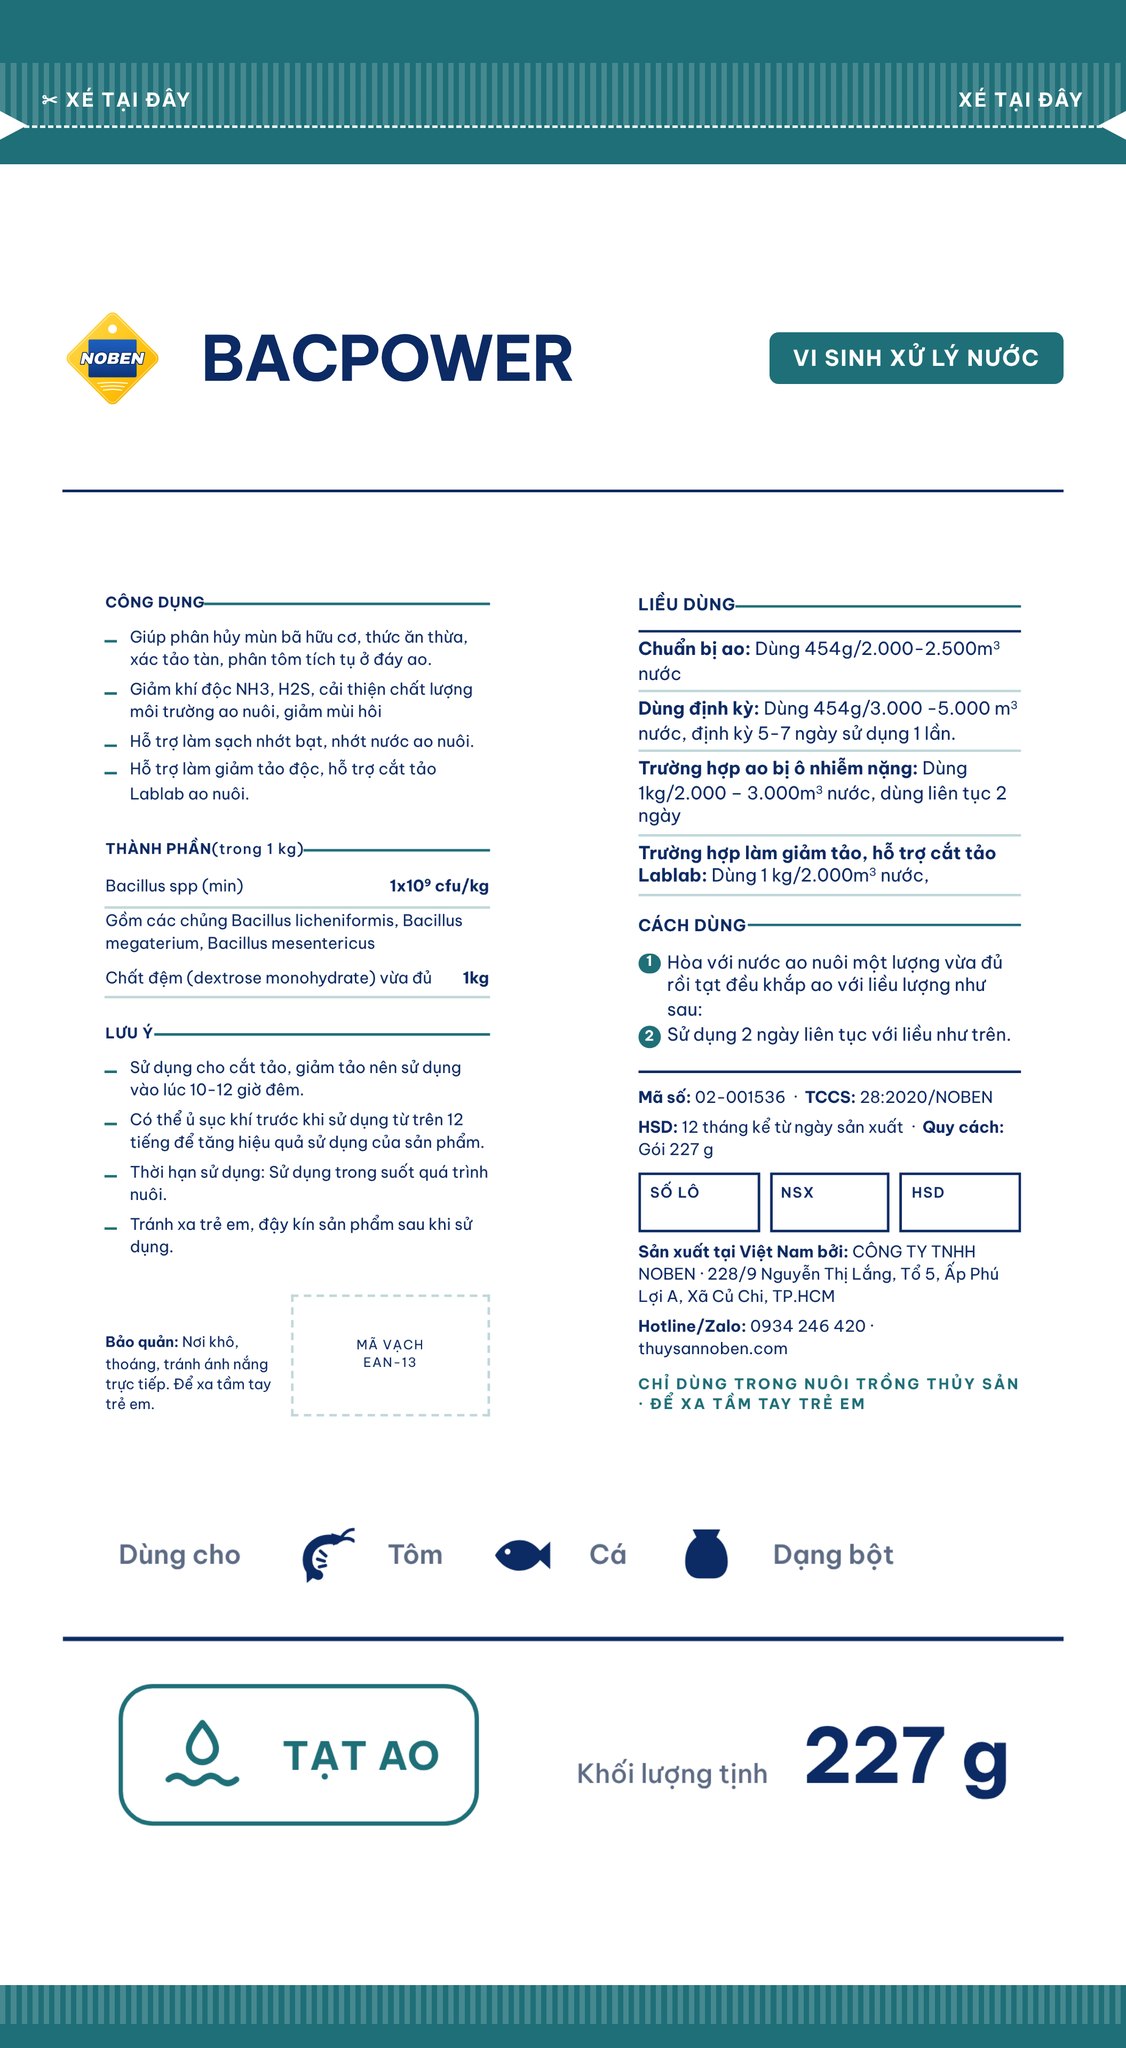 ✂ XÉ TẠI ĐÂY
XÉ TẠI ĐÂY
NOBEN
BACPOWER
VI SINH XỬ LÝ NƯỚC
CÔNG DỤNG
Giúp phân hủy mùn bã hữu cơ, thức ăn thừa,
xác tảo tàn, phân tôm tích tụ ở đáy ao.
Giảm khí độc NH3, H2S, cải thiện chất lượng
môi trường ao nuôi, giảm mùi hôi
Hỗ trợ làm sạch nhớt bạt, nhớt nước ao nuôi.
Hỗ trợ làm giảm tảo độc, hỗ trợ cắt tảo
Lablab ao nuôi.
THÀNH PHẦN(trong 1 kg)
Bacillus spp (min) 1x10⁹ cfu/kg
Gồm các chủng Bacillus licheniformis, Bacillus
megaterium, Bacillus mesentericus
Chất đệm (dextrose monohydrate) vừa đủ 1kg
LƯU Ý
Sử dụng cho cắt tảo, giảm tảo nên sử dụng
vào lúc 10-12 giờ đêm.
Có thể ủ sục khí trước khi sử dụng từ trên 12
tiếng để tăng hiệu quả sử dụng của sản phẩm.
Thời hạn sử dụng: Sử dụng trong suốt quá trình
nuôi.
Tránh xa trẻ em, đậy kín sản phẩm sau khi sử
dụng.
Bảo quản: Nơi khô,
thoáng, tránh ánh nắng
trực tiếp. Để xa tầm tay
trẻ em.
MÃ VẠCH
EAN-13
LIỀU DÙNG
Chuẩn bị ao: Dùng 454g/2.000-2.500m³
nước
Dùng định kỳ: Dùng 454g/3.000 -5.000 m³
nước, định kỳ 5-7 ngày sử dụng 1 lần.
Trường hợp ao bị ô nhiễm nặng: Dùng
1kg/2.000 – 3.000m³ nước, dùng liên tục 2
ngày
Trường hợp làm giảm tảo, hỗ trợ cắt tảo
Lablab: Dùng 1 kg/2.000m³ nước,
CÁCH DÙNG
1 Hòa với nước ao nuôi một lượng vừa đủ
rồi tạt đều khắp ao với liều lượng như
sau:
2 Sử dụng 2 ngày liên tục với liều như trên.
Mã số: 02-001536 · TCCS: 28:2020/NOBEN
HSD: 12 tháng kể từ ngày sản xuất · Quy cách:
Gói 227 g
SỐ LÔ
NSX
HSD
Sản xuất tại Việt Nam bởi: CÔNG TY TNHH
NOBEN · 228/9 Nguyễn Thị Lắng, Tổ 5, Ấp Phú
Lợi A, Xã Củ Chi, TP.HCM
Hotline/Zalo: 0934 246 420 ·
thuysannoben.com
CHỈ DÙNG TRONG NUÔI TRỒNG THỦY SẢN
· ĐỂ XA TẦM TAY TRẺ EM
Dùng cho
Tôm
Cá
Dạng bột
TẠT AO
Khối lượng tịnh 227 g